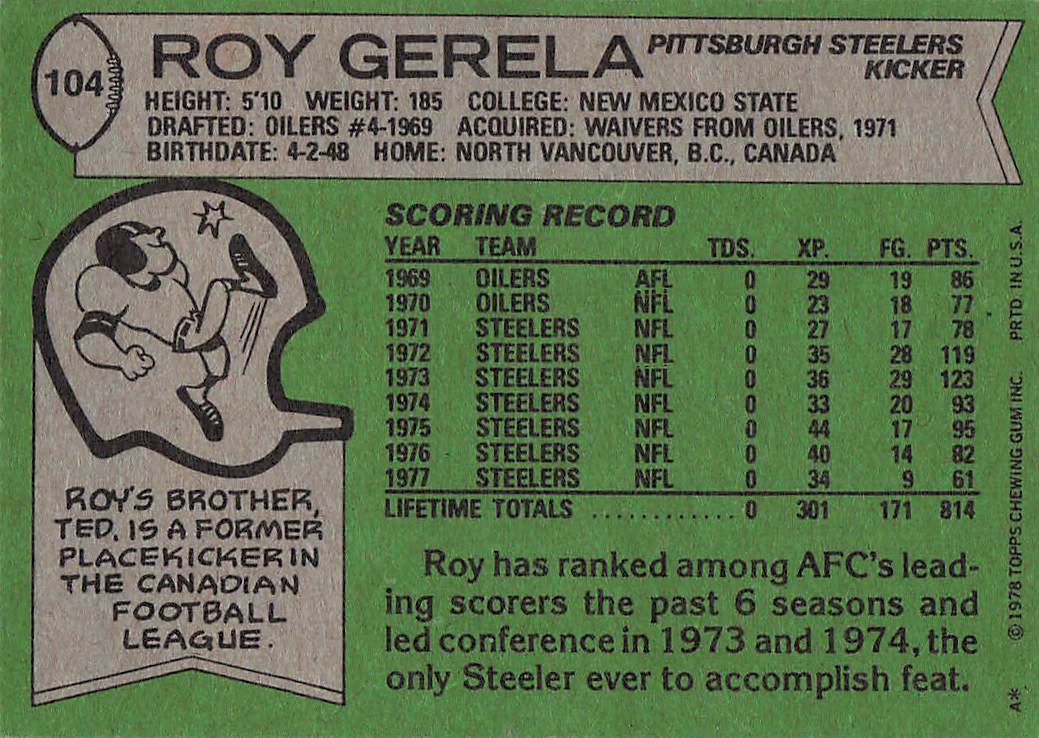 104
ROY GERELA
PITTSBURGH STEELERS
KICKER
HEIGHT: 5'10 WEIGHT: 185 COLLEGE: NEW MEXICO STATE
DRAFTED: OILERS #4-1969 ACQUIRED: WAIVERS FROM OILERS, 1971
BIRTHDATE: 4-2-48 HOME: NORTH VANCOUVER, B.C., CANADA
SCORING RECORD
YEAR TEAM TDS. XP. FG. PTS.
1969 OILERS AFL 0 29 19 86
1970 OILERS NFL 0 23 18 77
1971 STEELERS NFL 0 27 17 78
1972 STEELERS NFL 0 35 28 119
1973 STEELERS NFL 0 36 29 123
1974 STEELERS NFL 0 33 20 93
1975 STEELERS NFL 0 44 17 95
1976 STEELERS NFL 0 40 14 82
1977 STEELERS NFL 0 34 9 61
LIFETIME TOTALS ............ 0 301 171 814
ROY'S BROTHER,
TED, IS A FORMER
PLACEKICKER IN
THE CANADIAN
FOOTBALL
LEAGUE.
Roy has ranked among AFC's lead-
ing scorers the past 6 seasons and
led conference in 1973 and 1974, the
only Steeler ever to accomplish feat.
A* © 1978 TOPPS CHEWING GUM INC. PRTD. IN U.S.A.